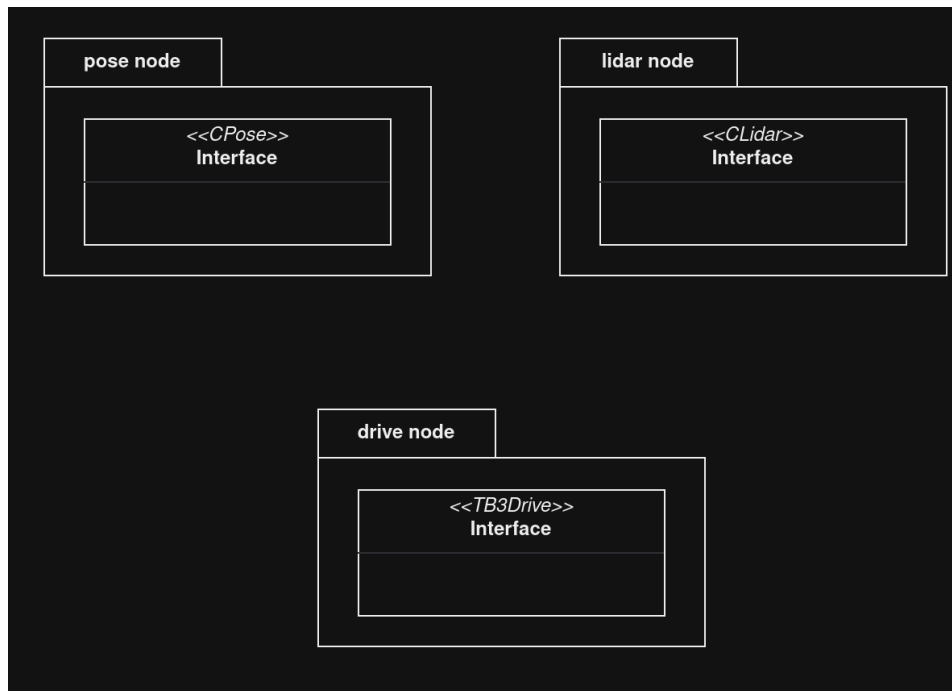 pose node
<<CPose>>
Interface
lidar node
<<CLidar>>
Interface
drive node
<<TB3Drive>>
Interface